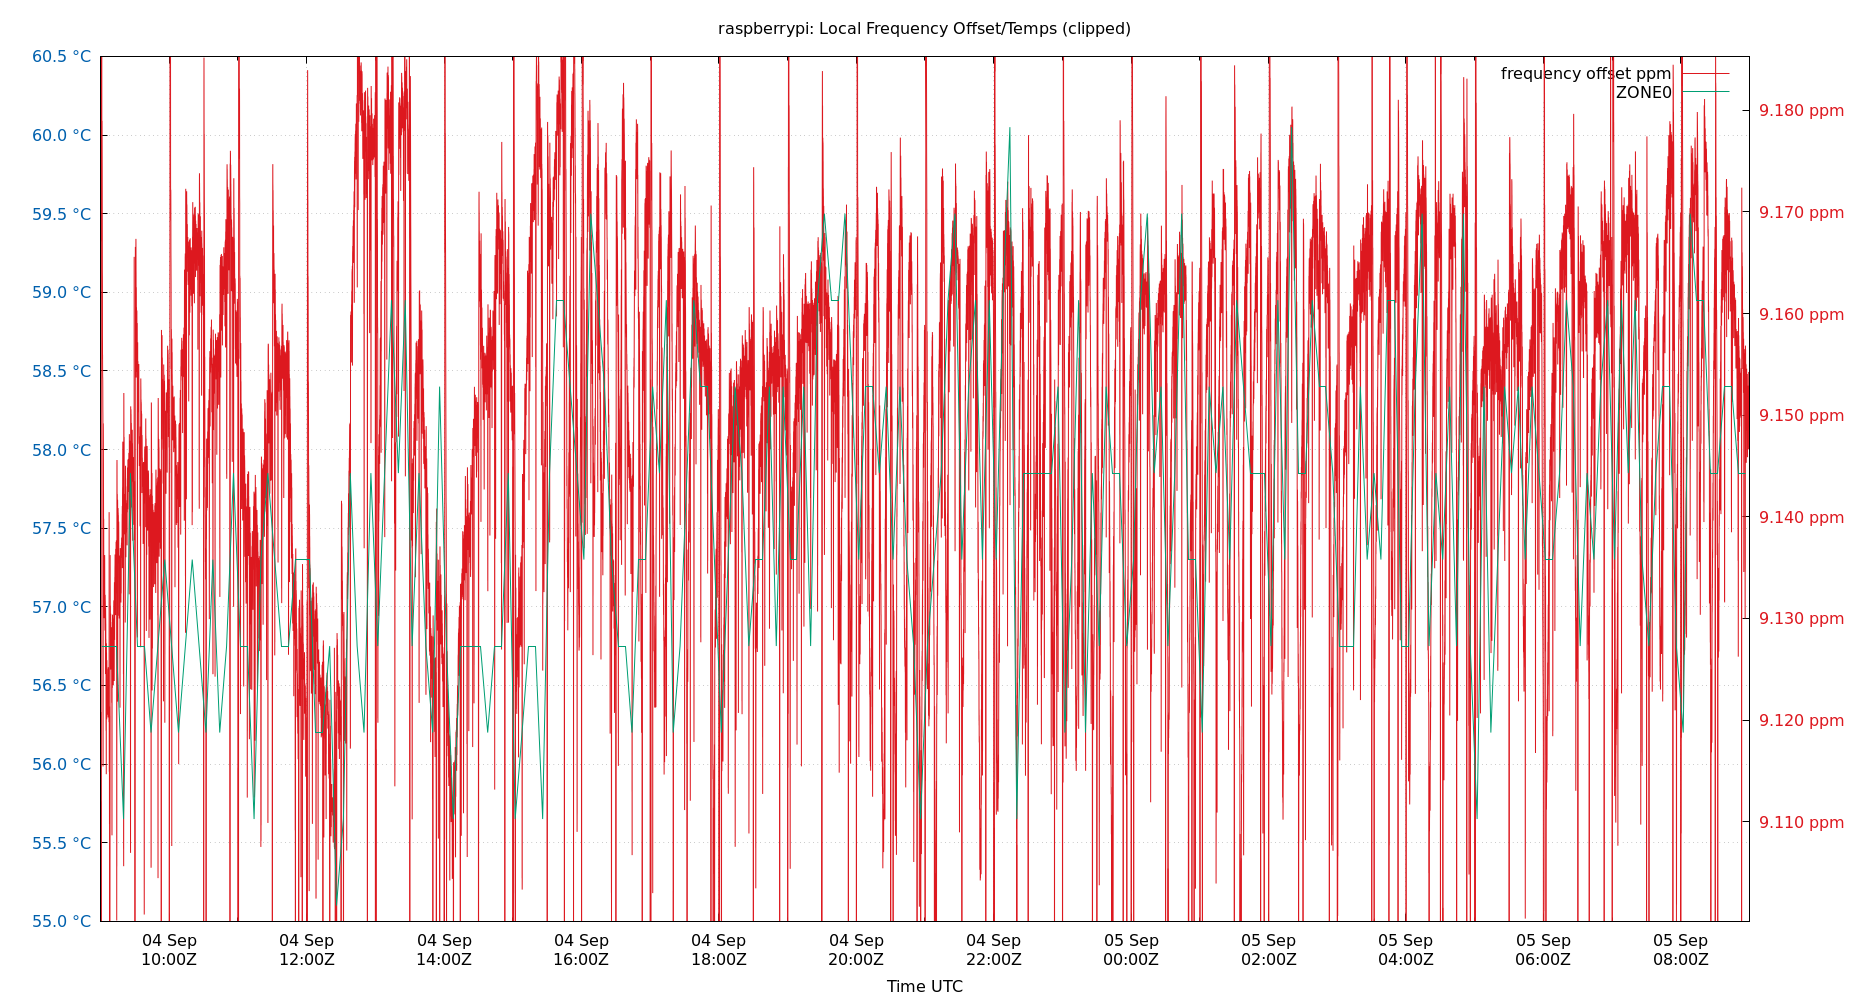 raspberrypi: Local Frequency Offset/Temps (clipped)
60.5 °C
60.0 °C
59.5 °C
59.0 °C
58.5 °C
58.0 °C
57.5 °C
57.0 °C
56.5 °C
56.0 °C
55.5 °C
55.0 °C
frequency offset ppm
ZONE0
9.180 ppm
9.170 ppm
9.160 ppm
9.150 ppm
9.140 ppm
9.130 ppm
9.120 ppm
9.110 ppm
04 Sep 04 Sep 04 Sep 04 Sep 04 Sep 04 Sep 04 Sep 05 Sep 05 Sep 05 Sep 05 Sep 05 Sep
10:00Z 12:00Z 14:00Z 16:00Z 18:00Z 20:00Z 22:00Z 00:00Z 02:00Z 04:00Z 06:00Z 08:00Z
Time UTC